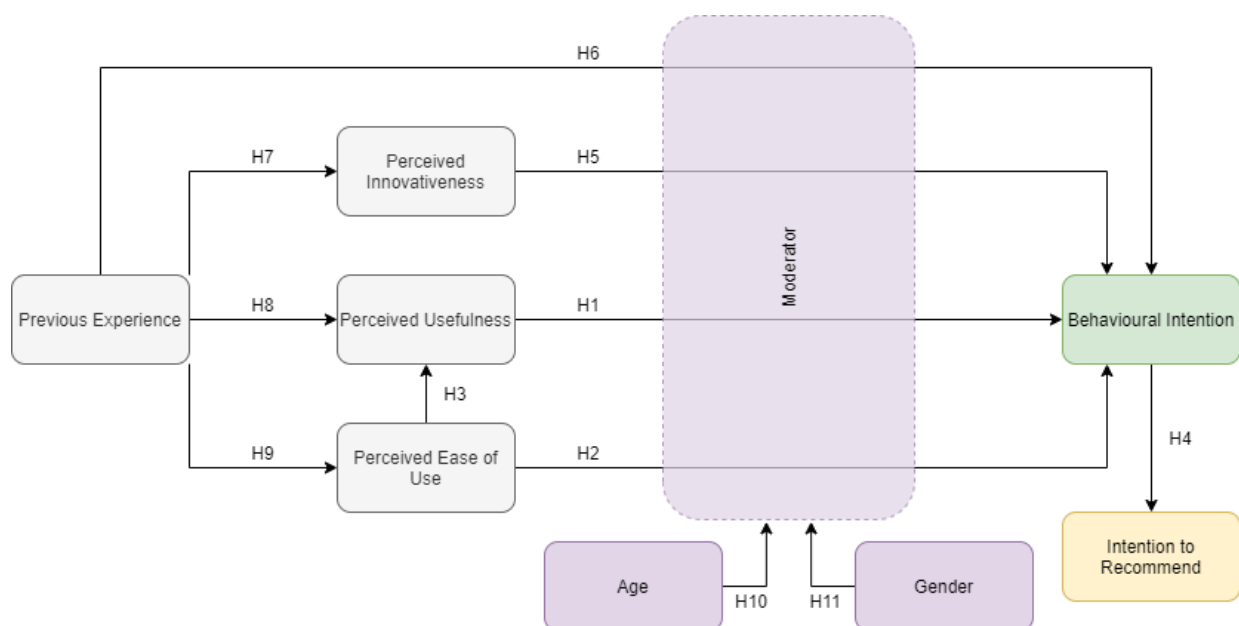 H6
H7
Perceived
Innovativeness
H5
Moderator
Previous Experience
H8
Perceived Usefulness
H1
Behavioural Intention
H3
H9
Perceived Ease of
Use
H2
H4
Age
H10
H11
Gender
Intention to
Recommend